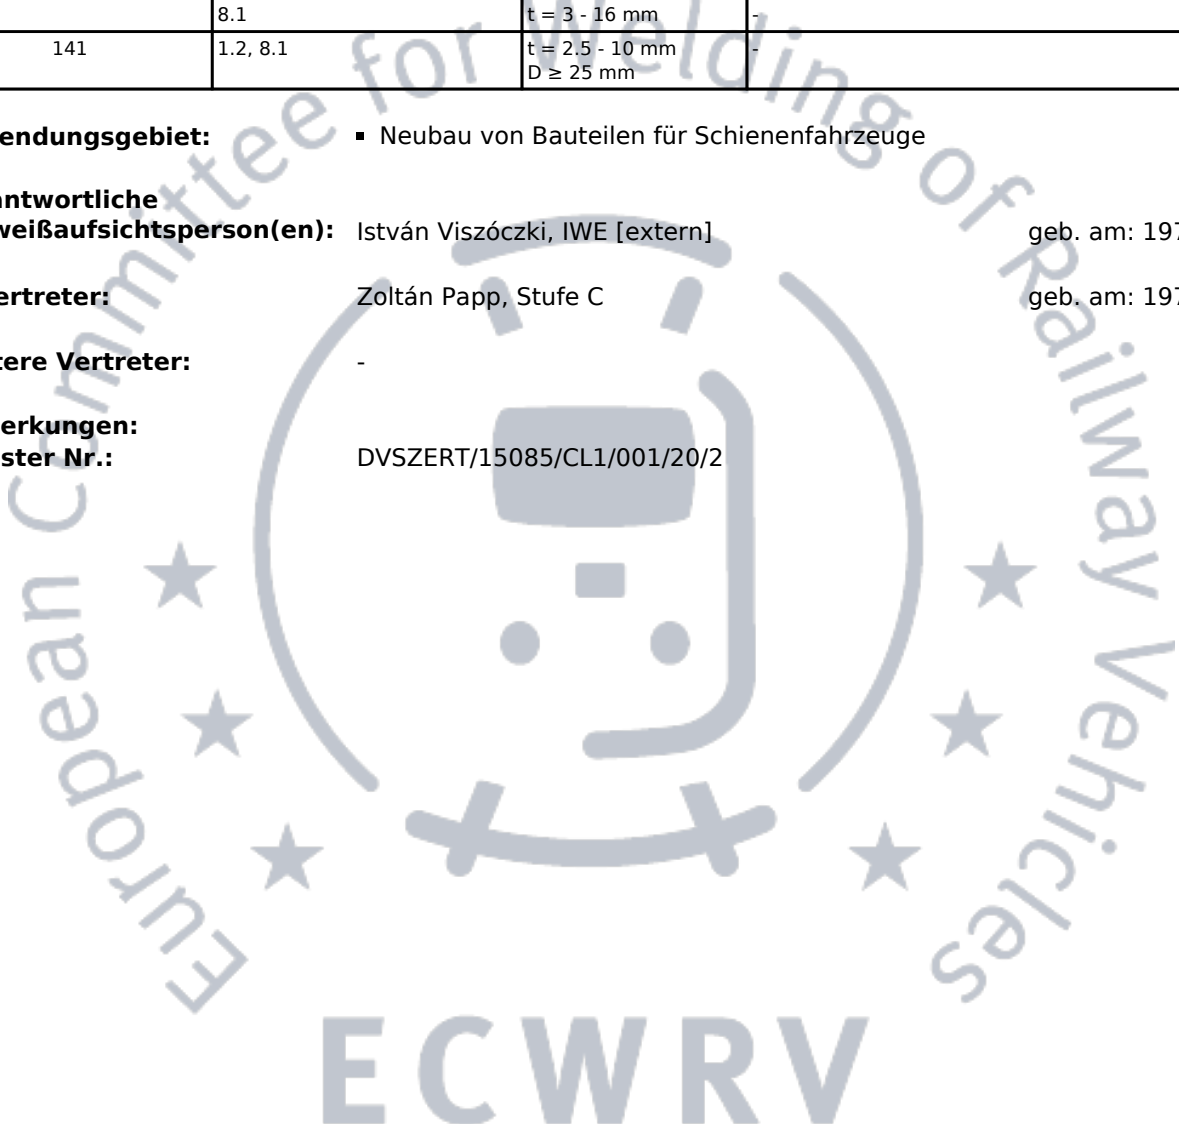 8.1 t = 3 - 16 mm -
141 1.2, 8.1 t = 2.5 - 10 mm -
D ≥ 25 mm
endungsgebiet: ▪ Neubau von Bauteilen für Schienenfahrzeuge
antwortliche
weißaufsichtsperson(en): István Viszóczki, IWE [extern] geb. am: 197
ertreter: Zoltán Papp, Stufe C geb. am: 197
tere Vertreter: -
erkungen:
ster Nr.: DVSZERT/15085/CL1/001/20/2
European Committee for Welding of Railway Vehicles
ECWRV